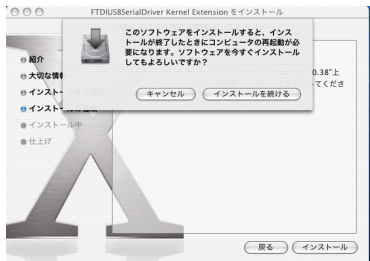 FTDIUSBSerialDriver Kernel Extension をインストール
このソフトウェアをインストールすると、インス
トールが終了したときにコンピュータの再起動が必
要になります。ソフトウェアを今すぐインストール
してもよろしいですか？
キャンセル
インストールを続ける
紹介
大切な情
インス
インスト
インストール中
仕上げ
0.38"上
てくださ
戻る
インストール